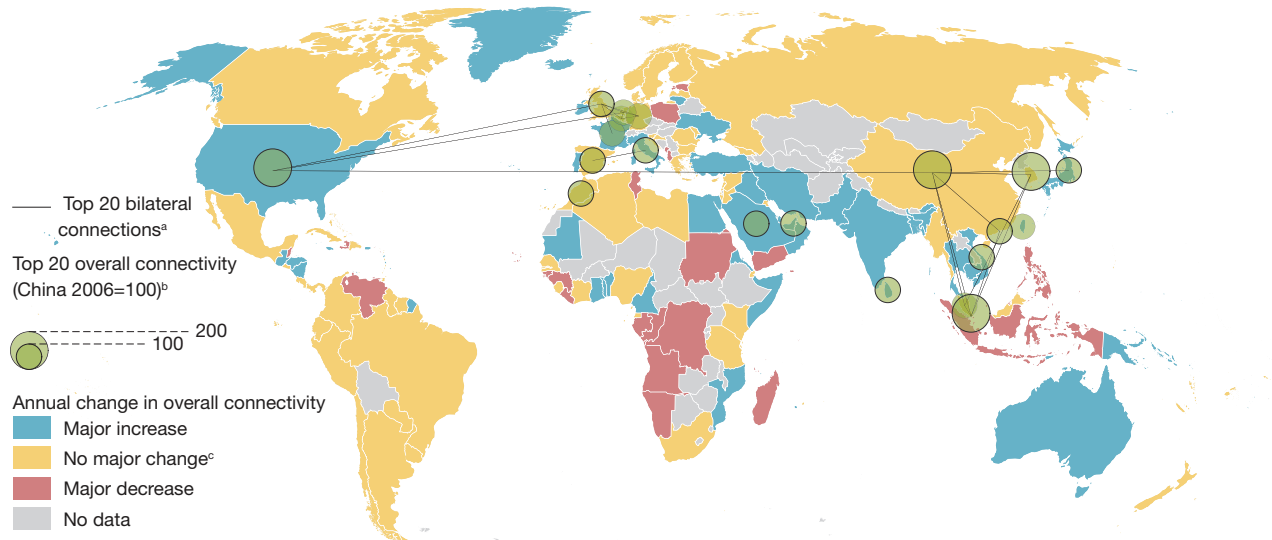 Top 20 bilateral
connectionsᵃ
Top 20 overall connectivity
(China 2006=100)ᵇ
200
100
Annual change in overall connectivity
Major increase
No major changeᶜ
Major decrease
No data